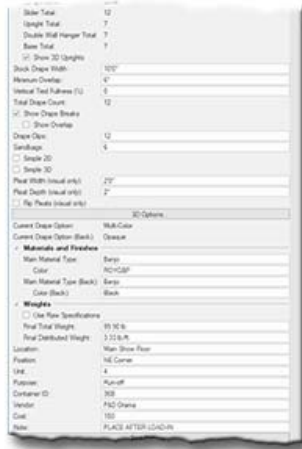 Slider Total 12
Upright Total 7
Double Wall Hanger Total 7
Base Total 7
Show 3D Uprights
Stock Drape Width: 10'0"
Minimum Overlap: 6"
Vertical Tied Fullness (%): 0
Total Drape Count: 12
Show Drape Breaks
Show Overlap
Drape Clips: 12
Sandbags: 6
Simple 2D
Simple 3D
Pleat Width (visual only): 2'0"
Pleat Depth (visual only): 2"
Flip Pleats (visual only)
3D Options...
Current Drape Option: Multi-Color
Current Drape Option (Back): Opaque
Materials and Finishes
Main Material Type: Banjo
Color: ROYGBP
Main Material Type (Back): Banjo
Color (Back): Black
Weights
Use Raw Specifications
Final Total Weight: 99.90 lb
Final Distributed Weight: 3.33 lb/ft
Location: Main Show Floor
Position: NE Corner
Unit: 4
Purpose: Run-off
Container ID: 368
Vendor: P&D Drama
Cost: 150
Note: PLACE AFTER LOAD-IN